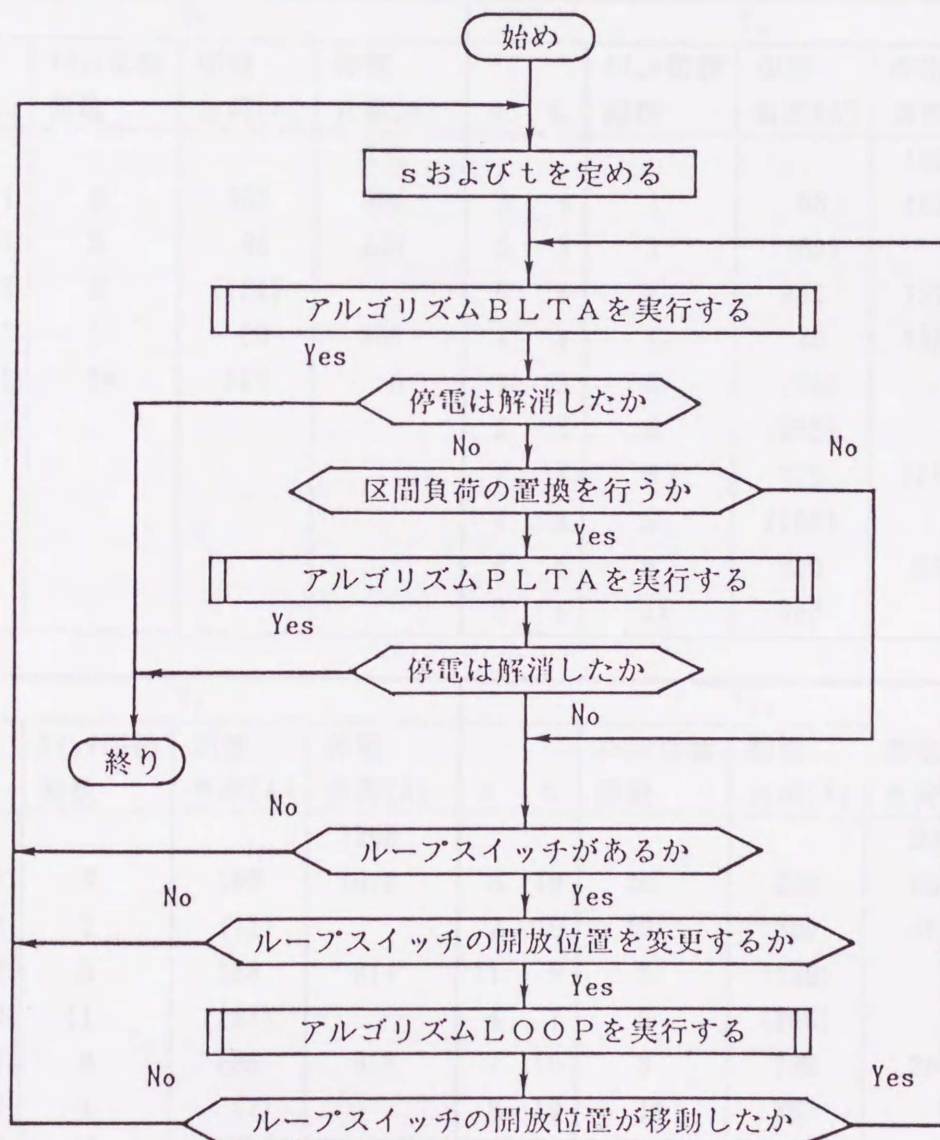 始め
sおよびtを定める
アルゴリズムBLTAを実行する
Yes
停電は解消したか
No
No
区間負荷の置換を行うか
Yes
アルゴリズムPLTAを実行する
Yes
停電は解消したか
No
終り
No
ループスイッチがあるか
No
Yes
ループスイッチの開放位置を変更するか
Yes
アルゴリズムLOOPを実行する
No
Yes
ループスイッチの開放位置が移動したか